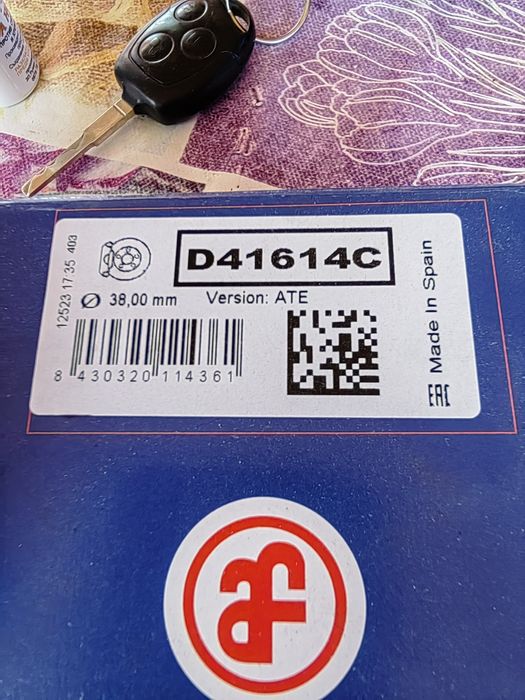 D41614C
Ø 38,00 mm Version: ATE
8 430320 114361
12523 17 35 403
Made In Spain
EAC